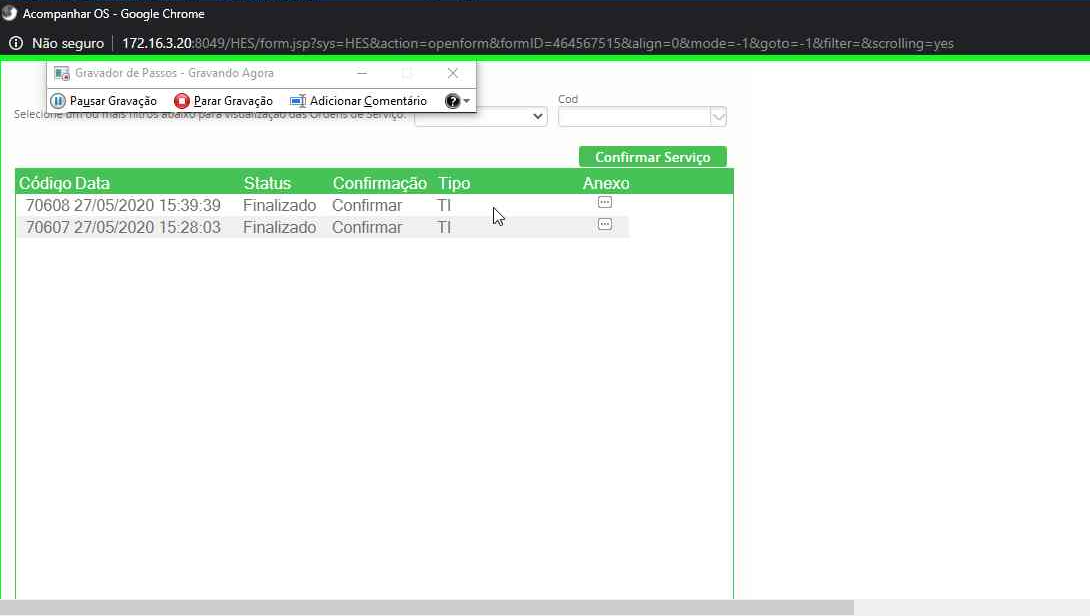 Acompanhar OS - Google Chrome
Não seguro | 172.16.3.20:8049/HES/form.jsp?sys=HES&action=openform&formID=464567515&align=0&mode=-1&goto=-1&filter=&scrolling=yes
Gravador de Passos - Gravando Agora
Pausar Gravação Parar Gravação Adicionar Comentário
Cod
Selecione um ou mais filtros abaixo para visualização das Ordens de Serviço.
Confirmar Serviço
Código Data Status Confirmação Tipo Anexo
70608 27/05/2020 15:39:39 Finalizado Confirmar TI
70607 27/05/2020 15:28:03 Finalizado Confirmar TI